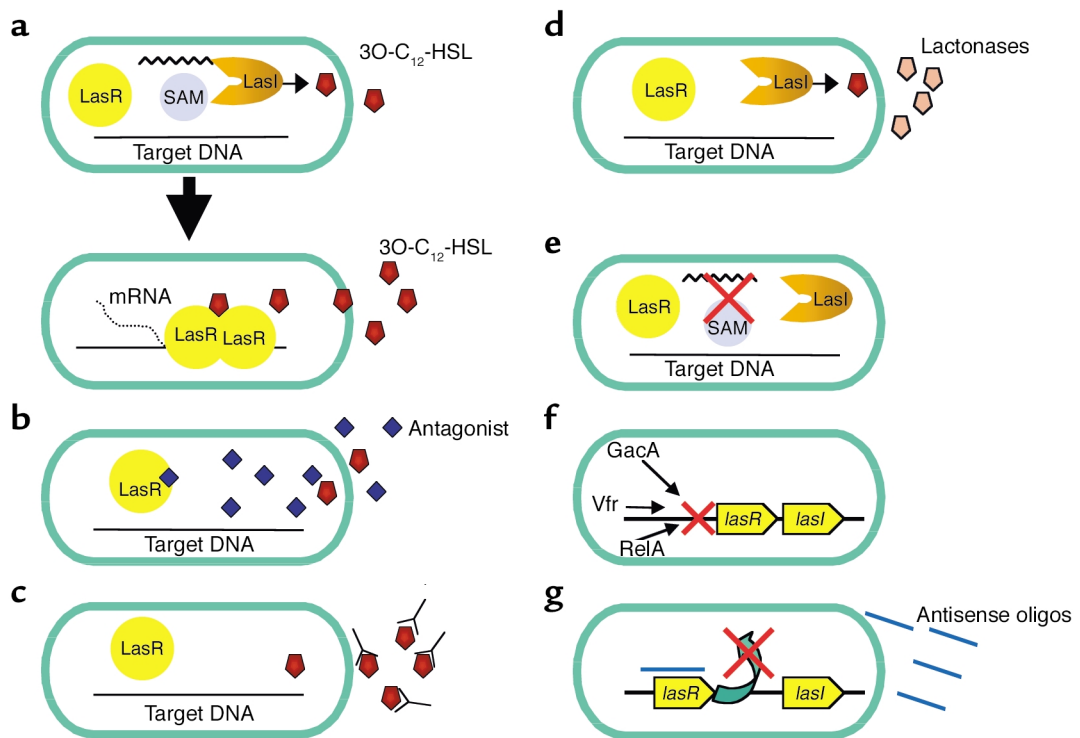 a
3O-C12-HSL
LasR
SAM
LasI
Target DNA
3O-C12-HSL
mRNA
LasR
LasR
b
Antagonist
LasR
Target DNA
c
LasR
Target DNA
d
Lactonases
LasR
LasI
Target DNA
e
LasR
SAM
LasI
Target DNA
f
GacA
Vfr
RelA
lasR
lasI
g
Antisense oligos
lasR
lasI